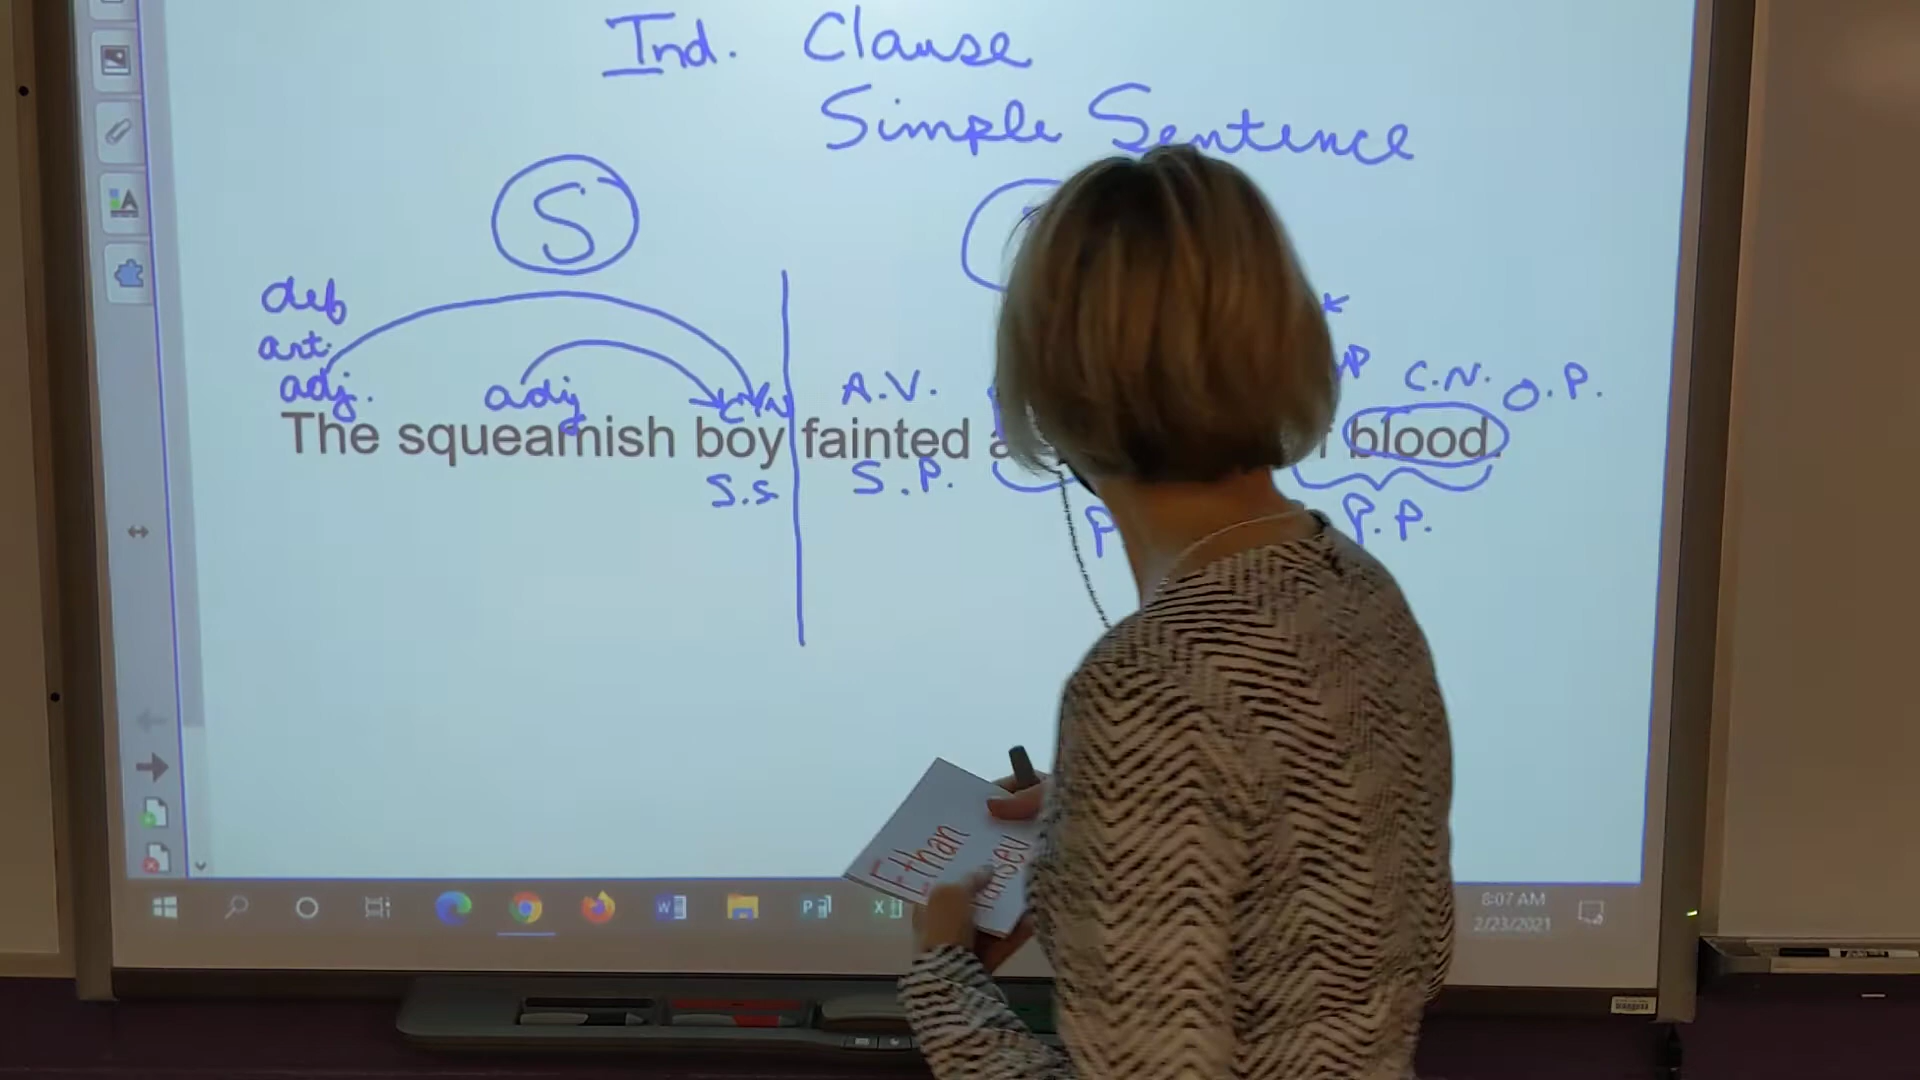 Ind. Clause
Simple Sentence
S
def
art.
adj. adj C.N. A.V. C.N. O.P.
The squeamish boy fainted blood.
S.S. S.P.
P.P.
Ethan
8:07 AM
2/23/2021